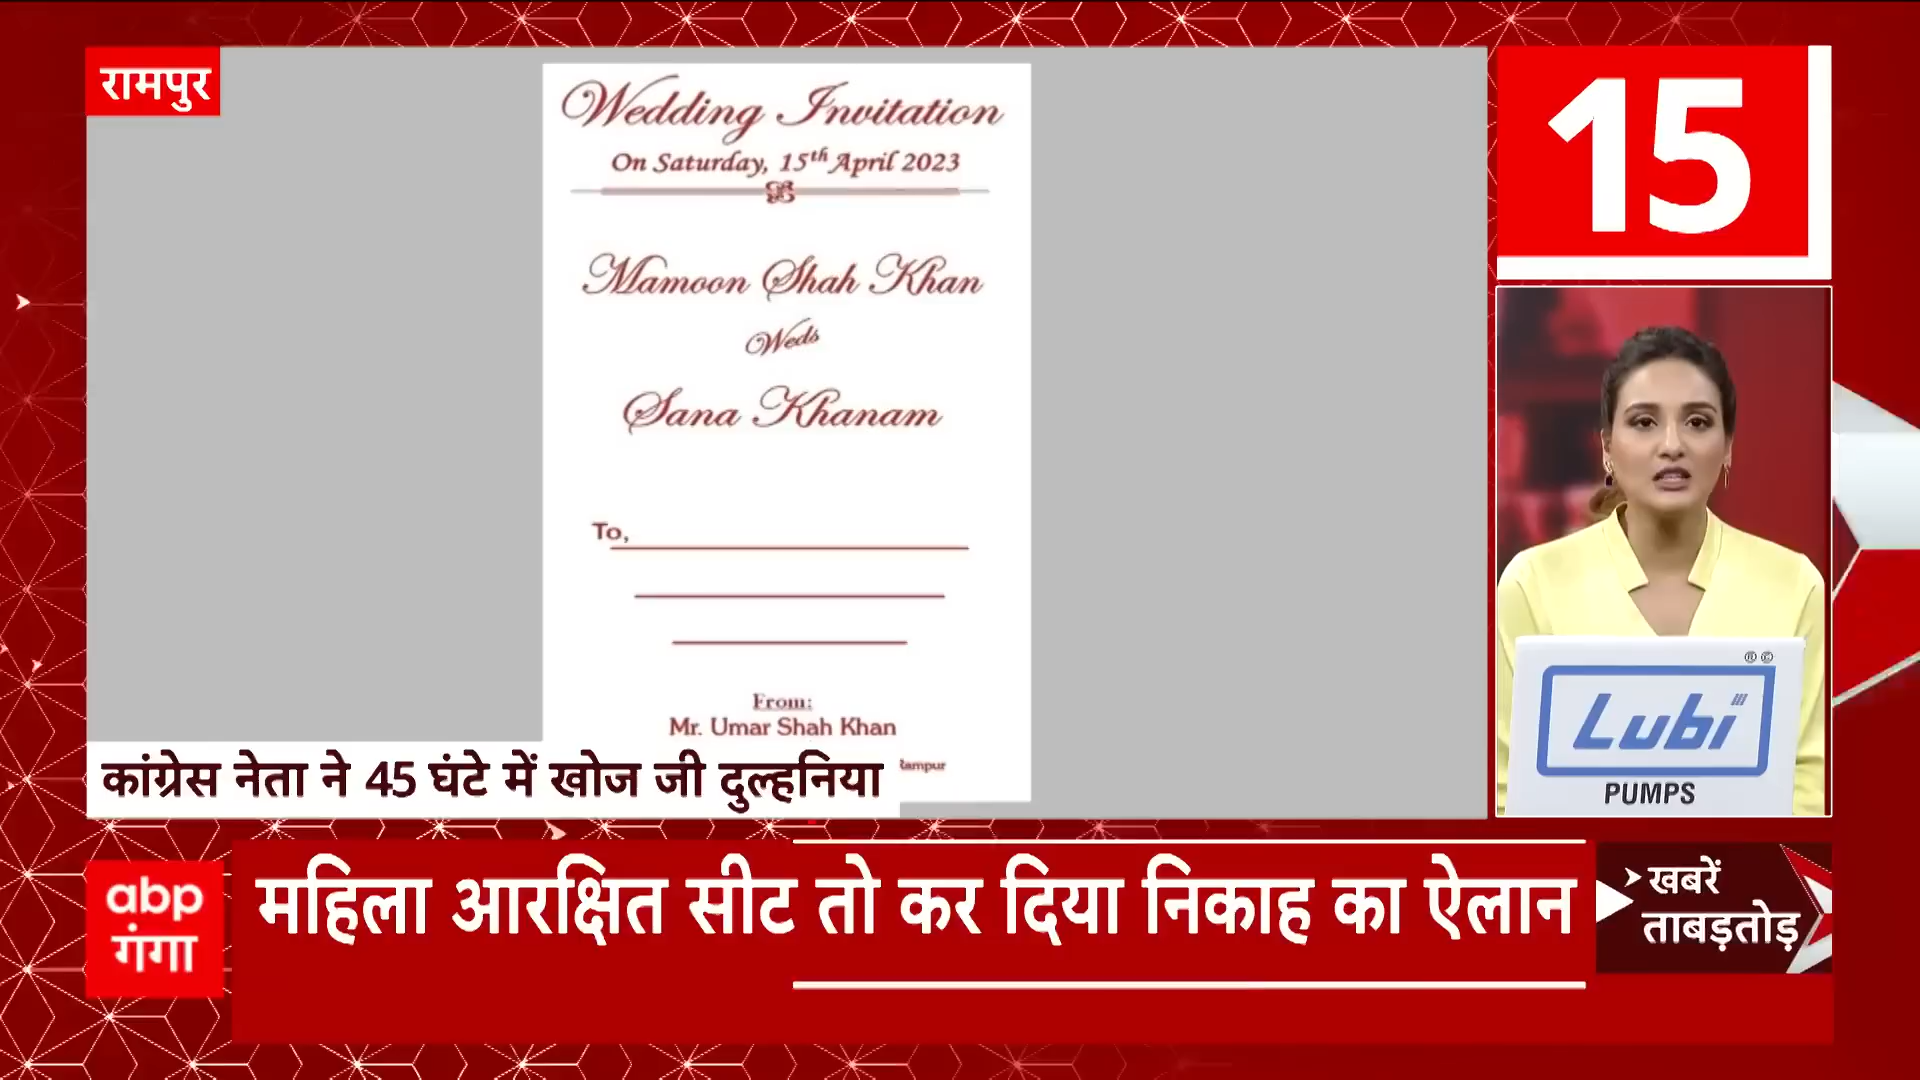 रामपुर
Wedding Invitation
On Saturday, 15th April 2023
Mamoon Shah Khan
Weds
Sana Khanam
To,
From:
Mr. Umar Shah Khan
Rampur
कांग्रेस नेता ने 45 घंटे में खोज जी दुल्हनिया
15
® ©
Lubi
PUMPS
abp
गंगा
महिला आरक्षित सीट तो कर दिया निकाह का ऐलान
खबरें
ताबड़तोड़